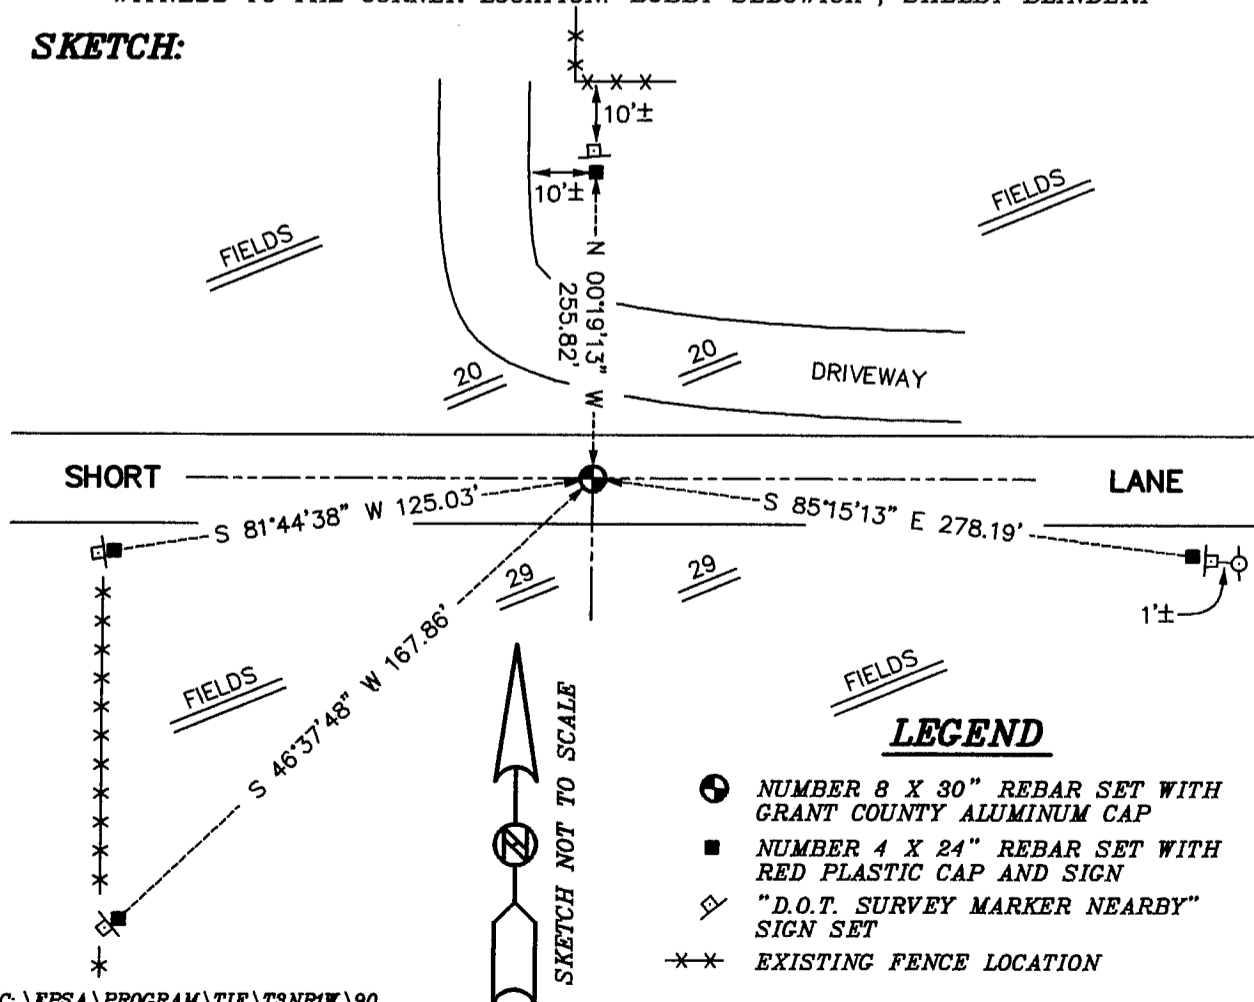 SKETCH:
10'±
10'±
FIELDS
FIELDS
N 00°19'13" W
255.82'
20
20
DRIVEWAY
SHORT
LANE
S 81°44'38" W 125.03'
S 85°15'13" E 278.19'
29
29
1'±
FIELDS
FIELDS
S 46°37'48" W 167.86'
N
SKETCH NOT TO SCALE
LEGEND
NUMBER 8 X 30" REBAR SET WITH
GRANT COUNTY ALUMINUM CAP
NUMBER 4 X 24" REBAR SET WITH
RED PLASTIC CAP AND SIGN
"D.O.T. SURVEY MARKER NEARBY"
SIGN SET
EXISTING FENCE LOCATION